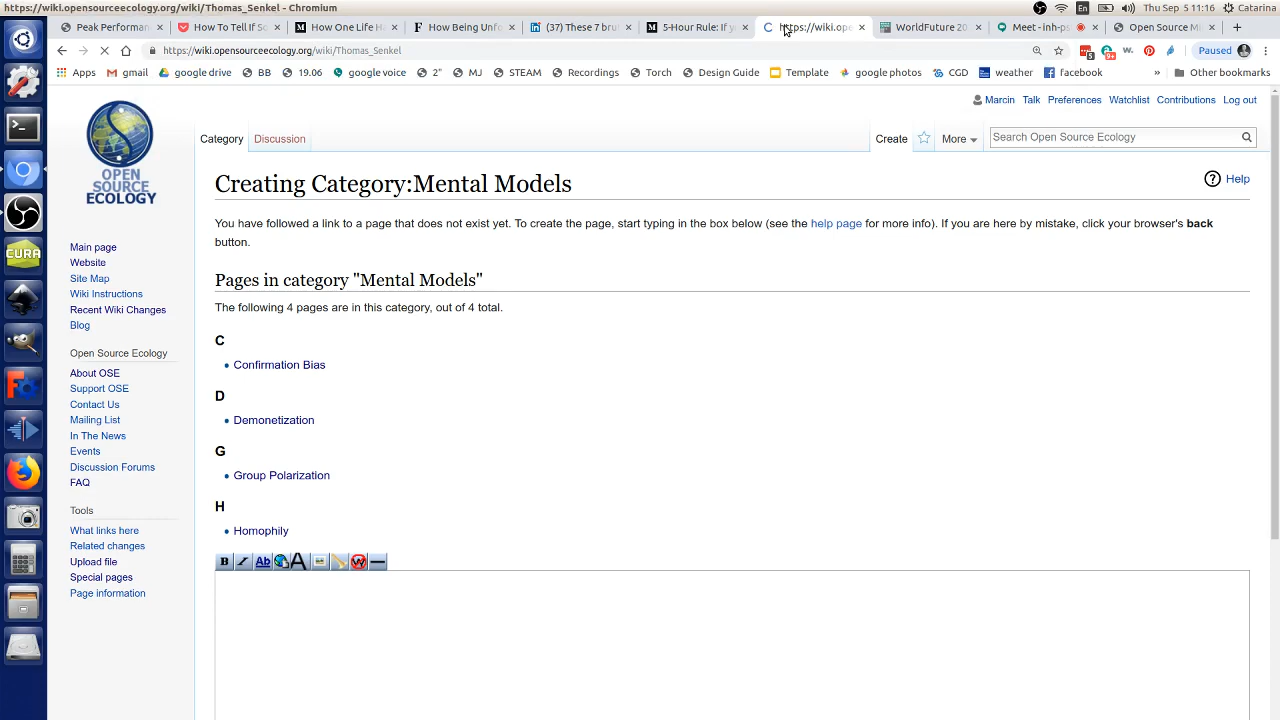 https://wiki.opensourceecology.org/wiki/Thomas_Senkel - Chromium
En
Thu Sep 5 11:16
Catarina
Peak Performan
How To Tell If S
How One Life H
How Being Unfo
(37) These 7 bru
5-Hour Rule: If y
https://wiki.ope
WorldFuture 20
Meet - inh-ps
Open Source M
https://wiki.opensourceecology.org/wiki/Thomas_Senkel
5
9+
Paused
Apps
gmail
google drive
BB
19.06
google voice
2"
MJ
STEAM
Recordings
Torch
Design Guide
Template
google photos
CGD
weather
facebook
»
Other bookmarks
Marcin
Talk
Preferences
Watchlist
Contributions
Log out
OPEN
SOURCE
ECOLOGY
Category
Discussion
Create
More
Search Open Source Ecology
Creating Category:Mental Models
Help
You have followed a link to a page that does not exist yet. To create the page, start typing in the box below (see the help page for more info). If you are here by mistake, click your browser's back
button.
Pages in category "Mental Models"
The following 4 pages are in this category, out of 4 total.
C
Confirmation Bias
D
Demonetization
G
Group Polarization
H
Homophily
B
I
Ab
A
W
Main page
Website
Site Map
Wiki Instructions
Recent Wiki Changes
Blog
Open Source Ecology
About OSE
Support OSE
Contact Us
Mailing List
In The News
Events
Discussion Forums
FAQ
Tools
What links here
Related changes
Upload file
Special pages
Page information
CURA